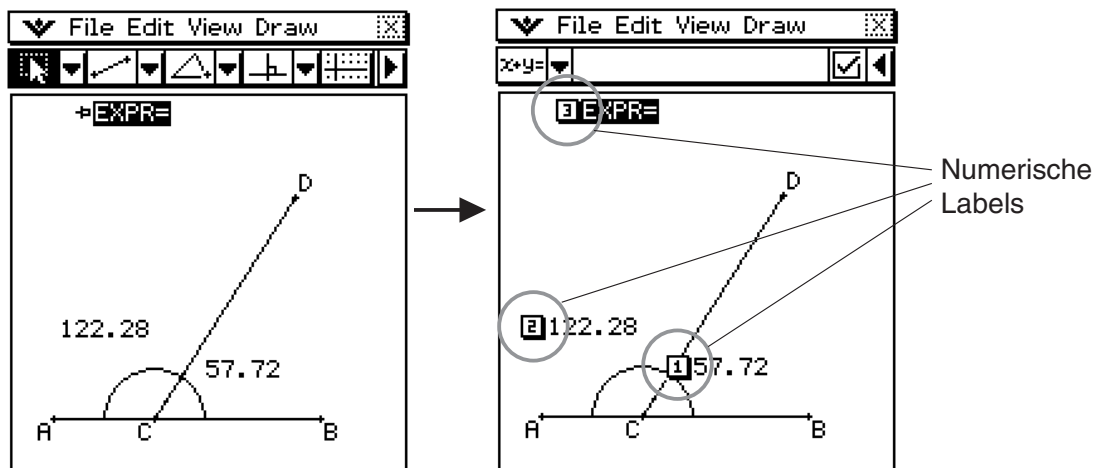 File Edit View Draw
EXPR=
D
122.28
57.72
A C B
File Edit View Draw
x+y=
3 EXPR=
D
2 122.28
1 57.72
A C B
Numerische
Labels